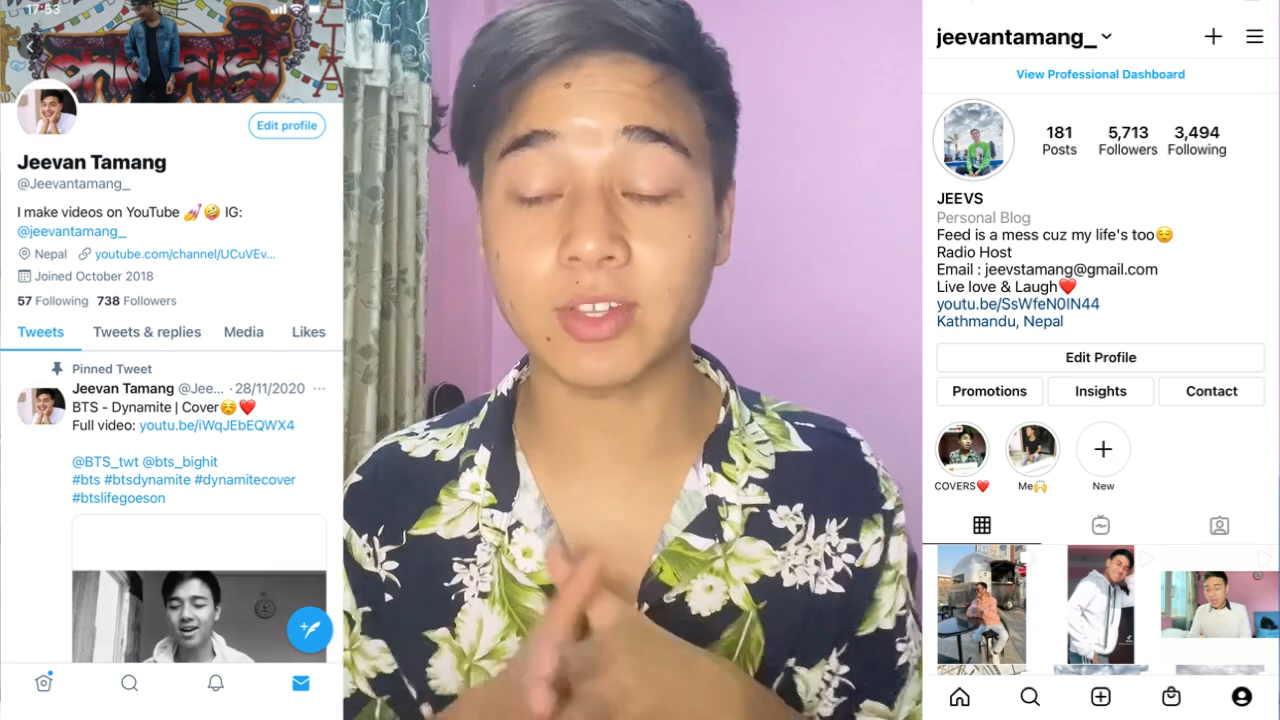 17:53
Edit profile
Jeevan Tamang
@Jeevantamang_
I make videos on YouTube 💅🤪 IG:
@jeevantamang_
Nepal youtube.com/channel/UCuVEv...
Joined October 2018
57 Following 738 Followers
Tweets Tweets & replies Media Likes
Pinned Tweet
Jeevan Tamang @Jee... · 28/11/2020 ...
BTS - Dynamite | Cover☺️❤️
Full video: youtu.be/iWqJEbEQWX4
@BTS_twt @bts_bighit
#bts #btsdynamite #dynamitecover
#btslifegoeson
jeevantamang_
View Professional Dashboard
181 5,713 3,494
Posts Followers Following
JEEVS
Personal Blog
Feed is a mess cuz my life's too😌
Radio Host
Email : jeevstamang@gmail.com
Live love & Laugh❤️
youtu.be/SsWfeN0IN44
Kathmandu, Nepal
Edit Profile
Promotions Insights Contact
COVERS❤️ Me🙌 New